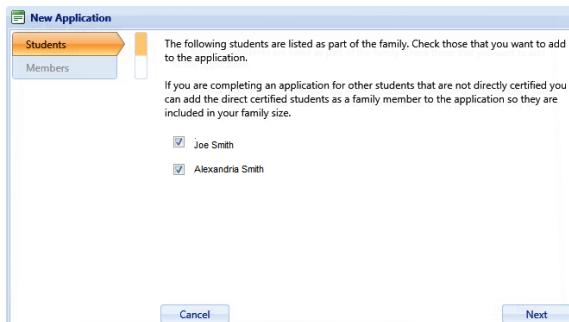 New Application
Students
Members
The following students are listed as part of the family. Check those that you want to add
to the application.
If you are completing an application for other students that are not directly certified you
can add the direct certified students as a family member to the application so they are
included in your family size.
Joe Smith
Alexandria Smith
Cancel
Next